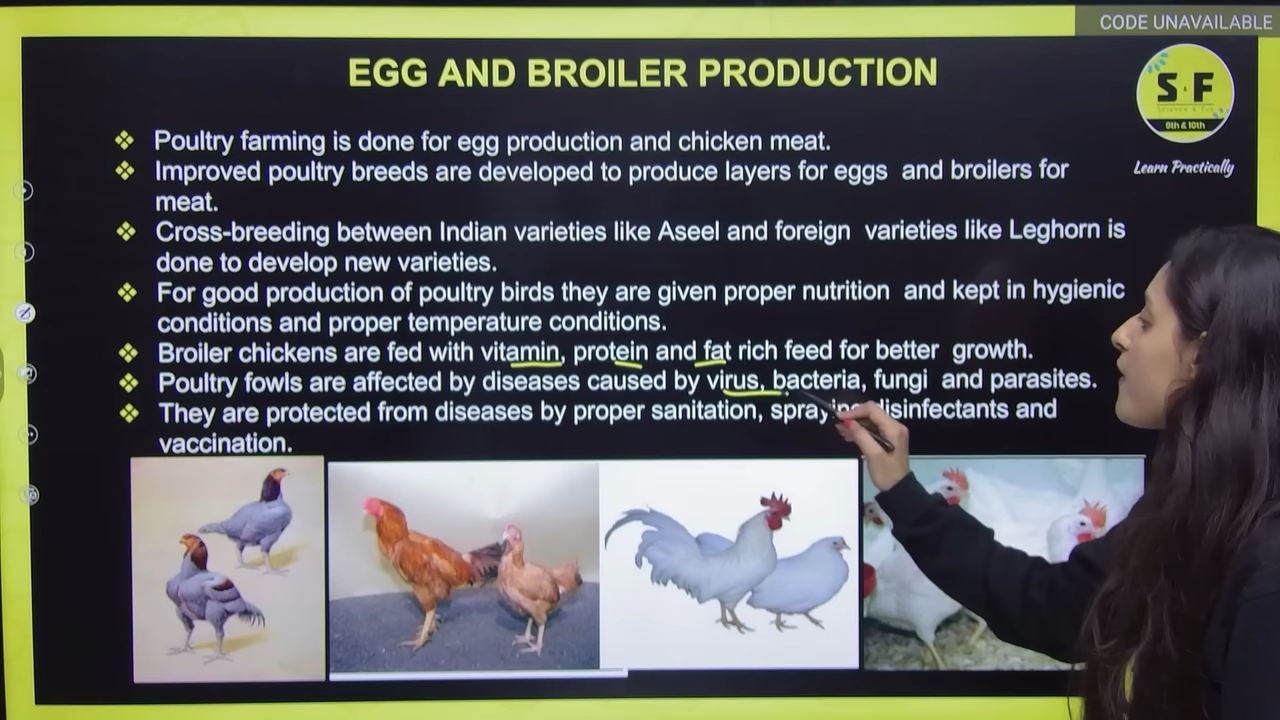 CODE UNAVAILABLE
EGG AND BROILER PRODUCTION
S&F
Science & Fun
9th & 10th
Learn Practically
❖ Poultry farming is done for egg production and chicken meat.
❖ Improved poultry breeds are developed to produce layers for eggs and broilers for
meat.
❖ Cross-breeding between Indian varieties like Aseel and foreign varieties like Leghorn is
done to develop new varieties.
❖ For good production of poultry birds they are given proper nutrition and kept in hygienic
conditions and proper temperature conditions.
❖ Broiler chickens are fed with vitamin, protein and fat rich feed for better growth.
❖ Poultry fowls are affected by diseases caused by virus, bacteria, fungi and parasites.
❖ They are protected from diseases by proper sanitation, spraying disinfectants and
vaccination.